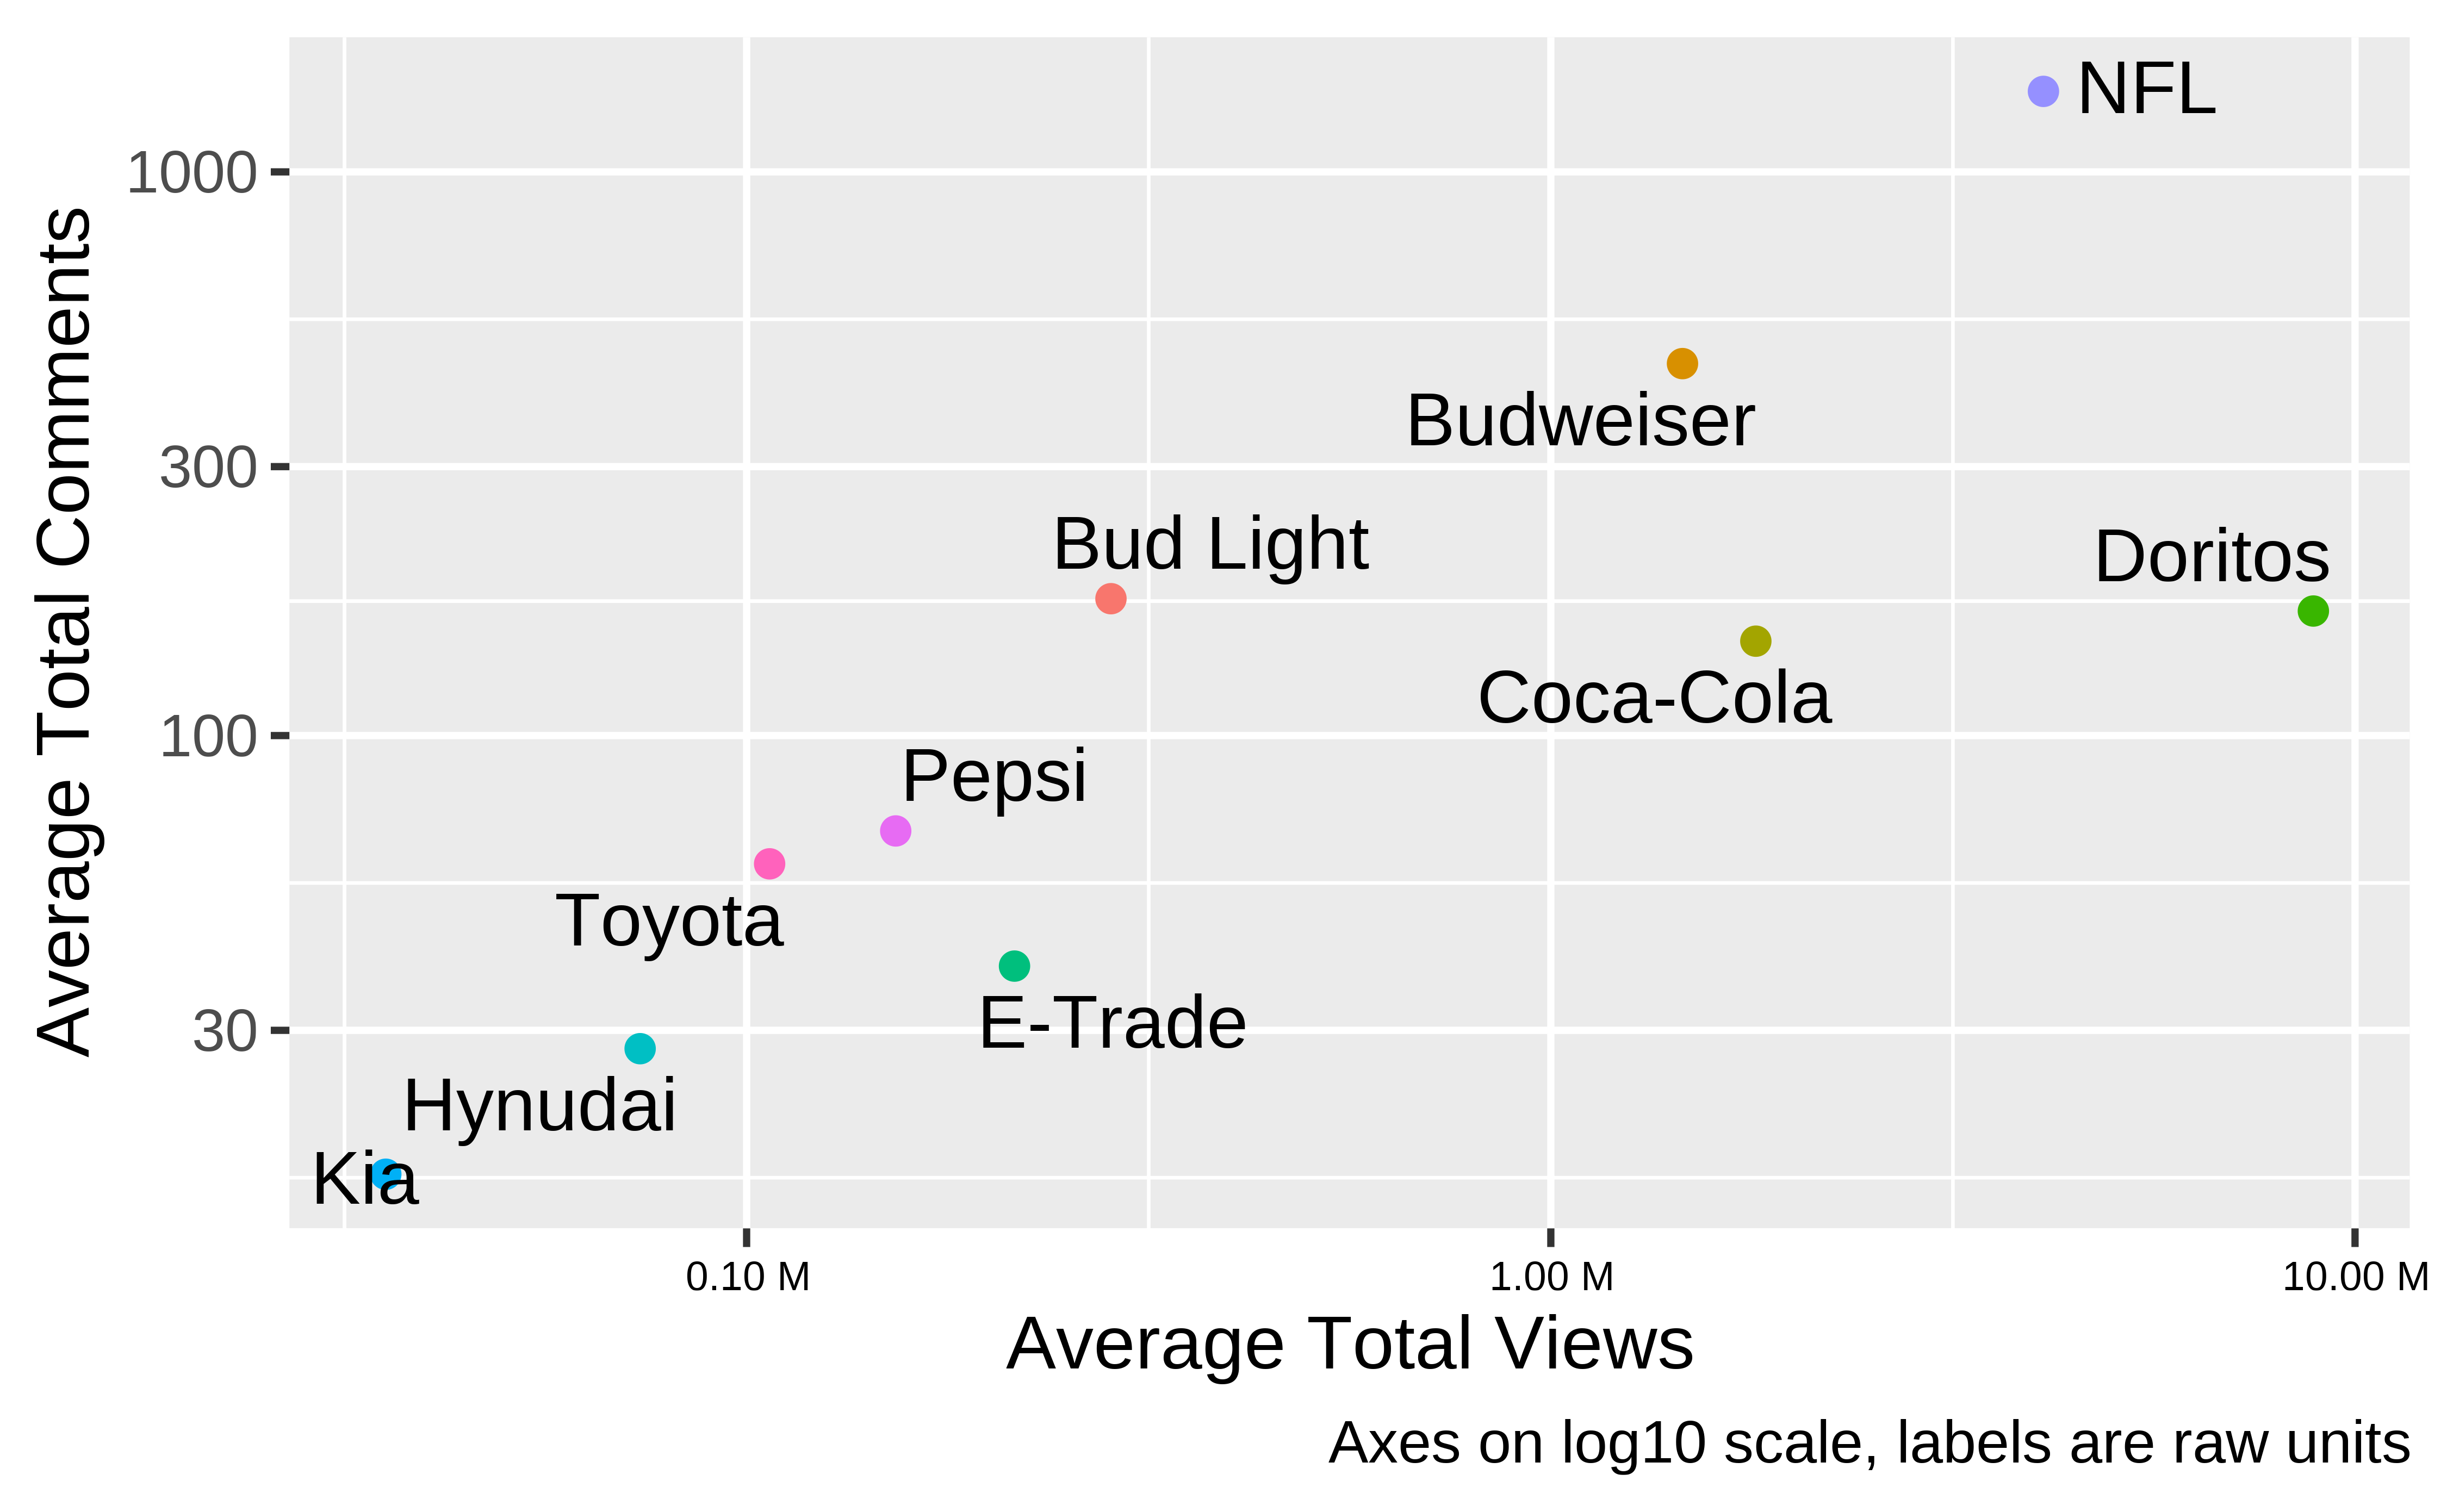 NFL
1000
Budweiser
300
Bud Light
Doritos
Coca-Cola
100
Pepsi
Toyota
E-Trade
30
Hynudai
Kia
Average Total Comments
0.10 M
1.00 M
10.00 M
Average Total Views
Axes on log10 scale, labels are raw units